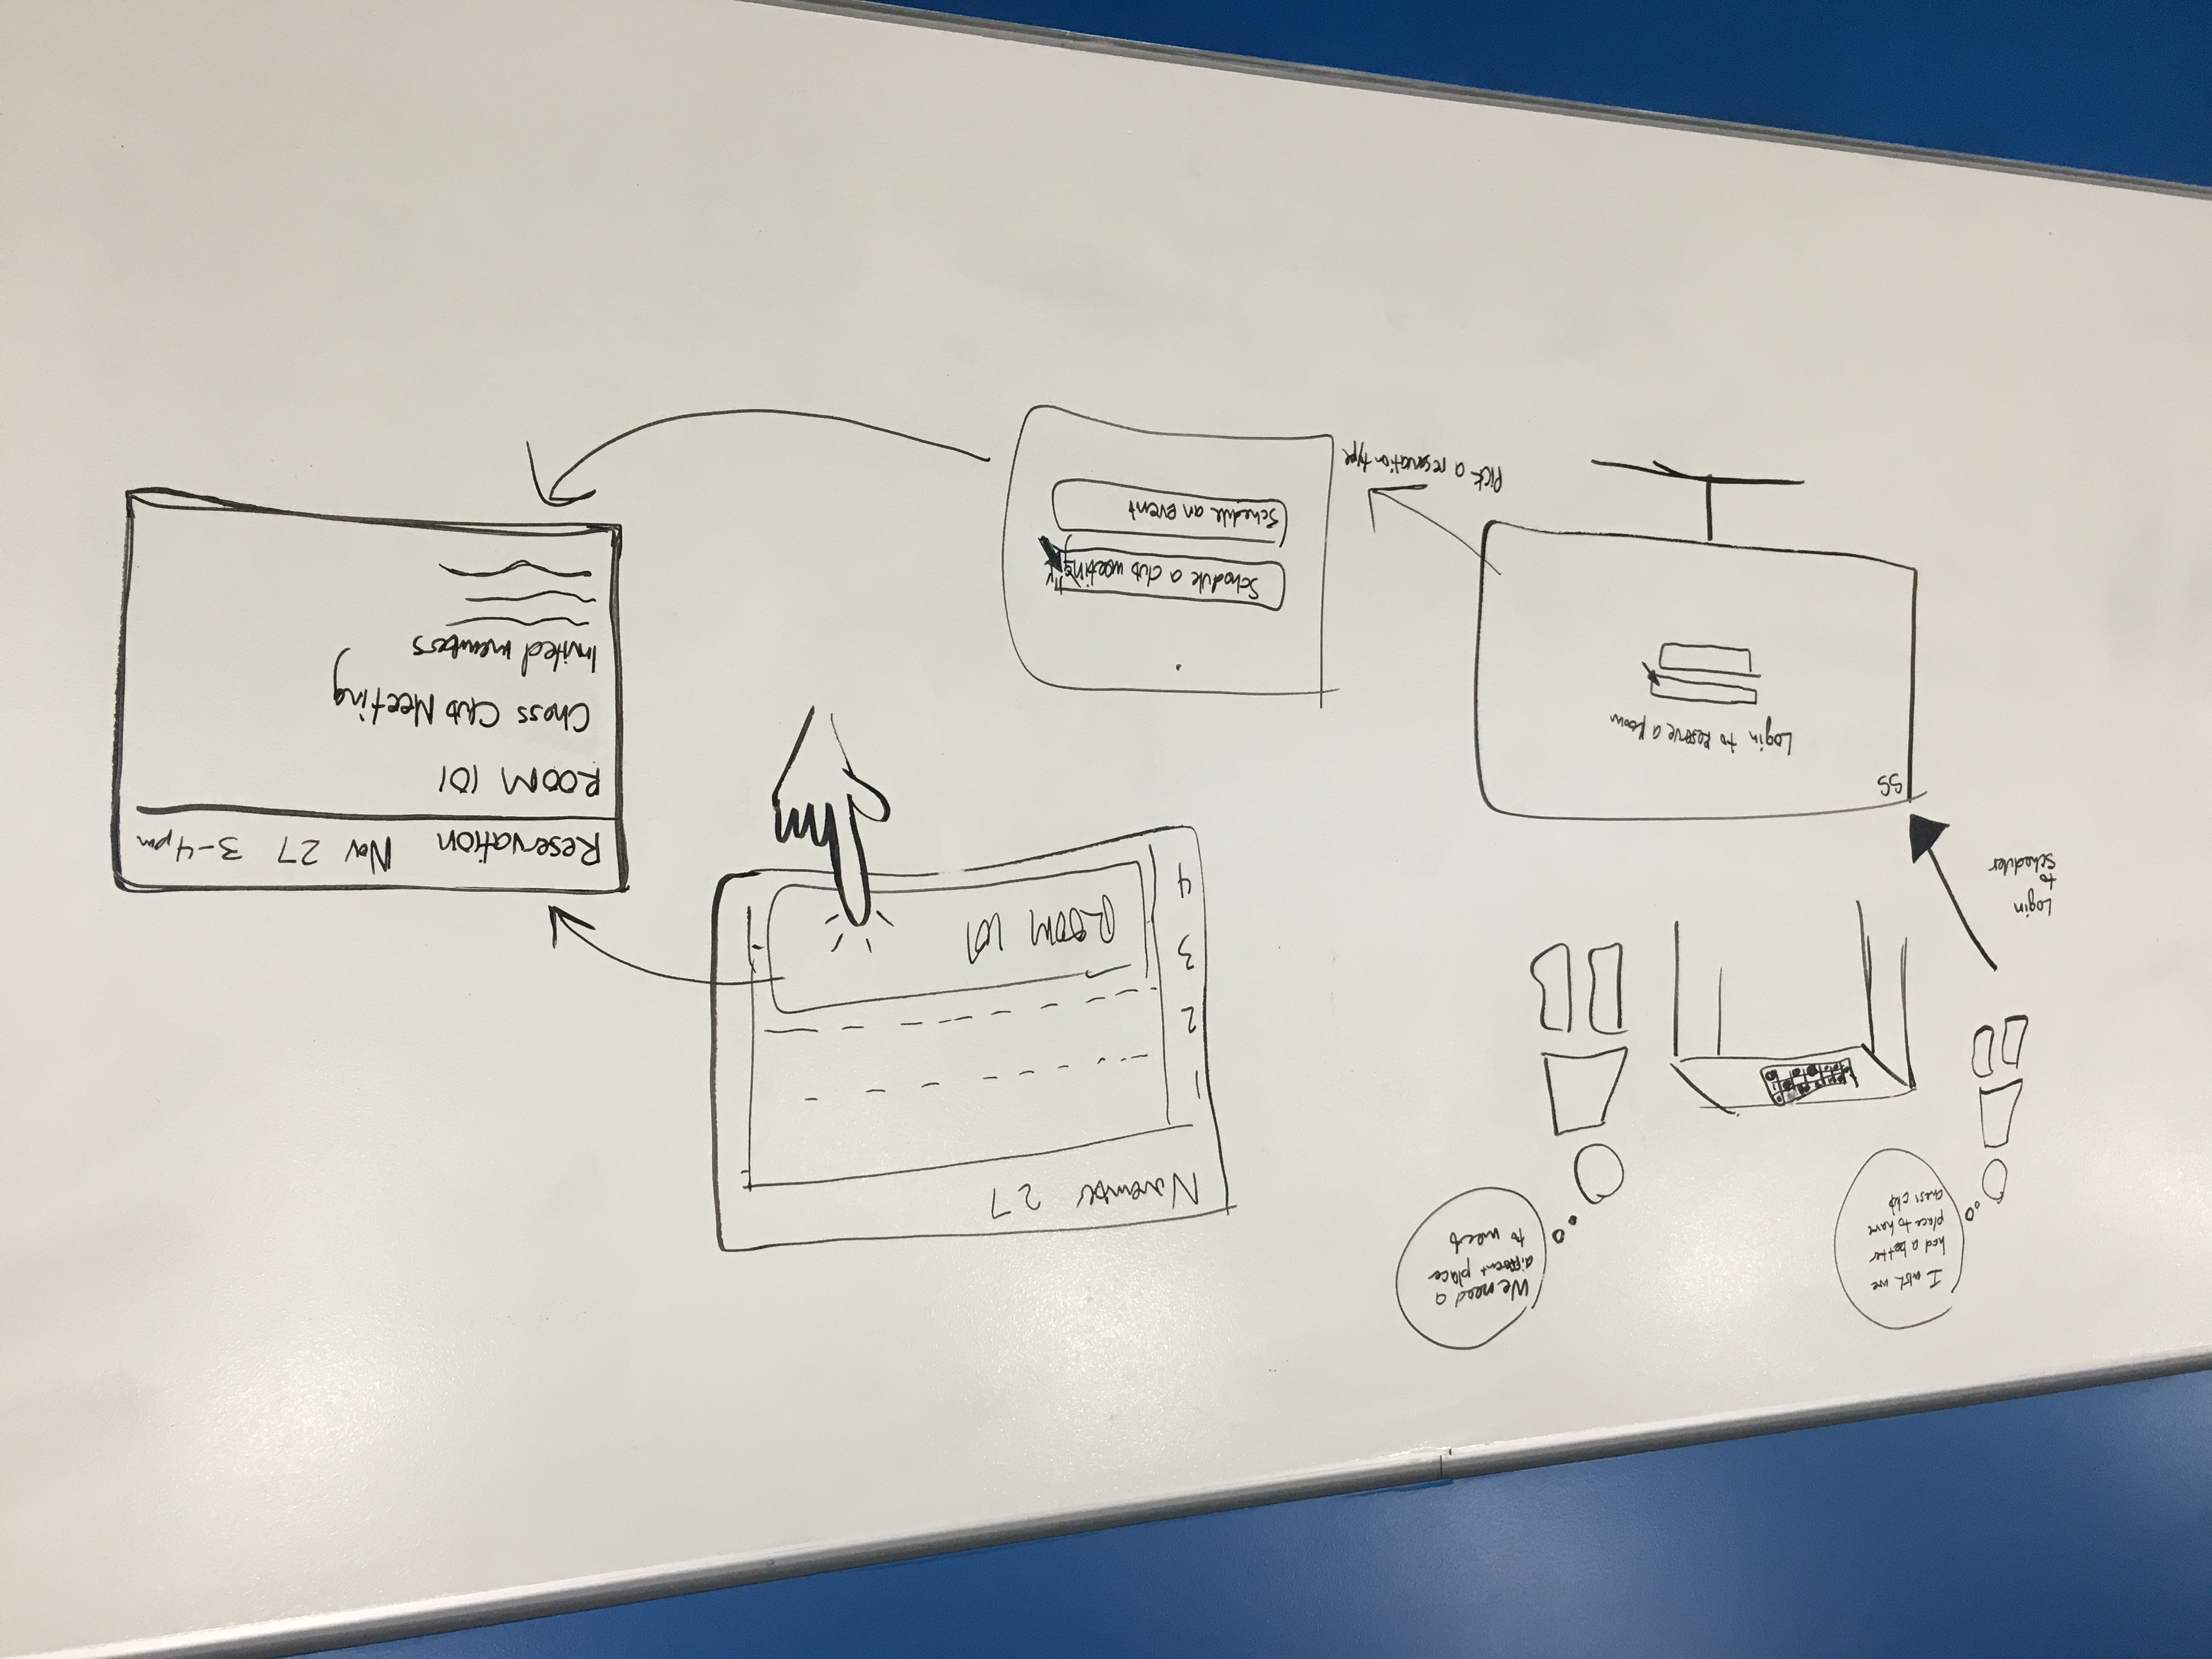 I wish we
had a better
place to have
chess club
We need a
different place
to meet
Login
to
Scheduler
SS
Login to Reserve a Room
Pick a reservation type
Schedule a club meeting
Schedule an event
November 27
1
2
3
4
ROOM 101
Reservation Nov 27 3-4pm
ROOM 101
Chess Club Meeting
Invited members